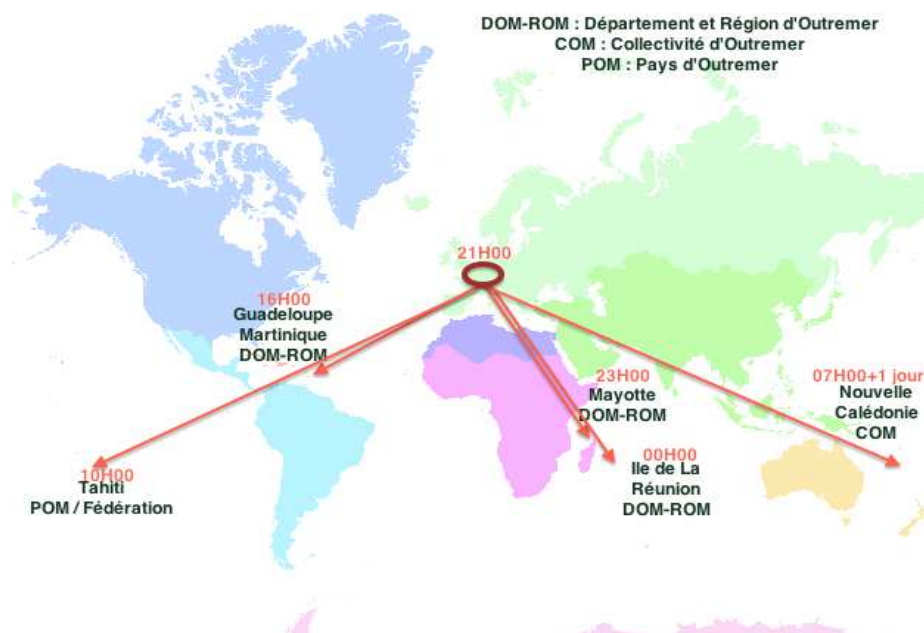 DOM-ROM : Département et Région d'Outremer
COM : Collectivité d'Outremer
POM : Pays d'Outremer
21H00
16H00
Guadeloupe
Martinique
DOM-ROM
23H00
Mayotte
DOM-ROM
07H00+1 jour
Nouvelle
Calédonie
COM
00H00
Ile de La
Réunion
DOM-ROM
10H00
Tahiti
POM / Fédération